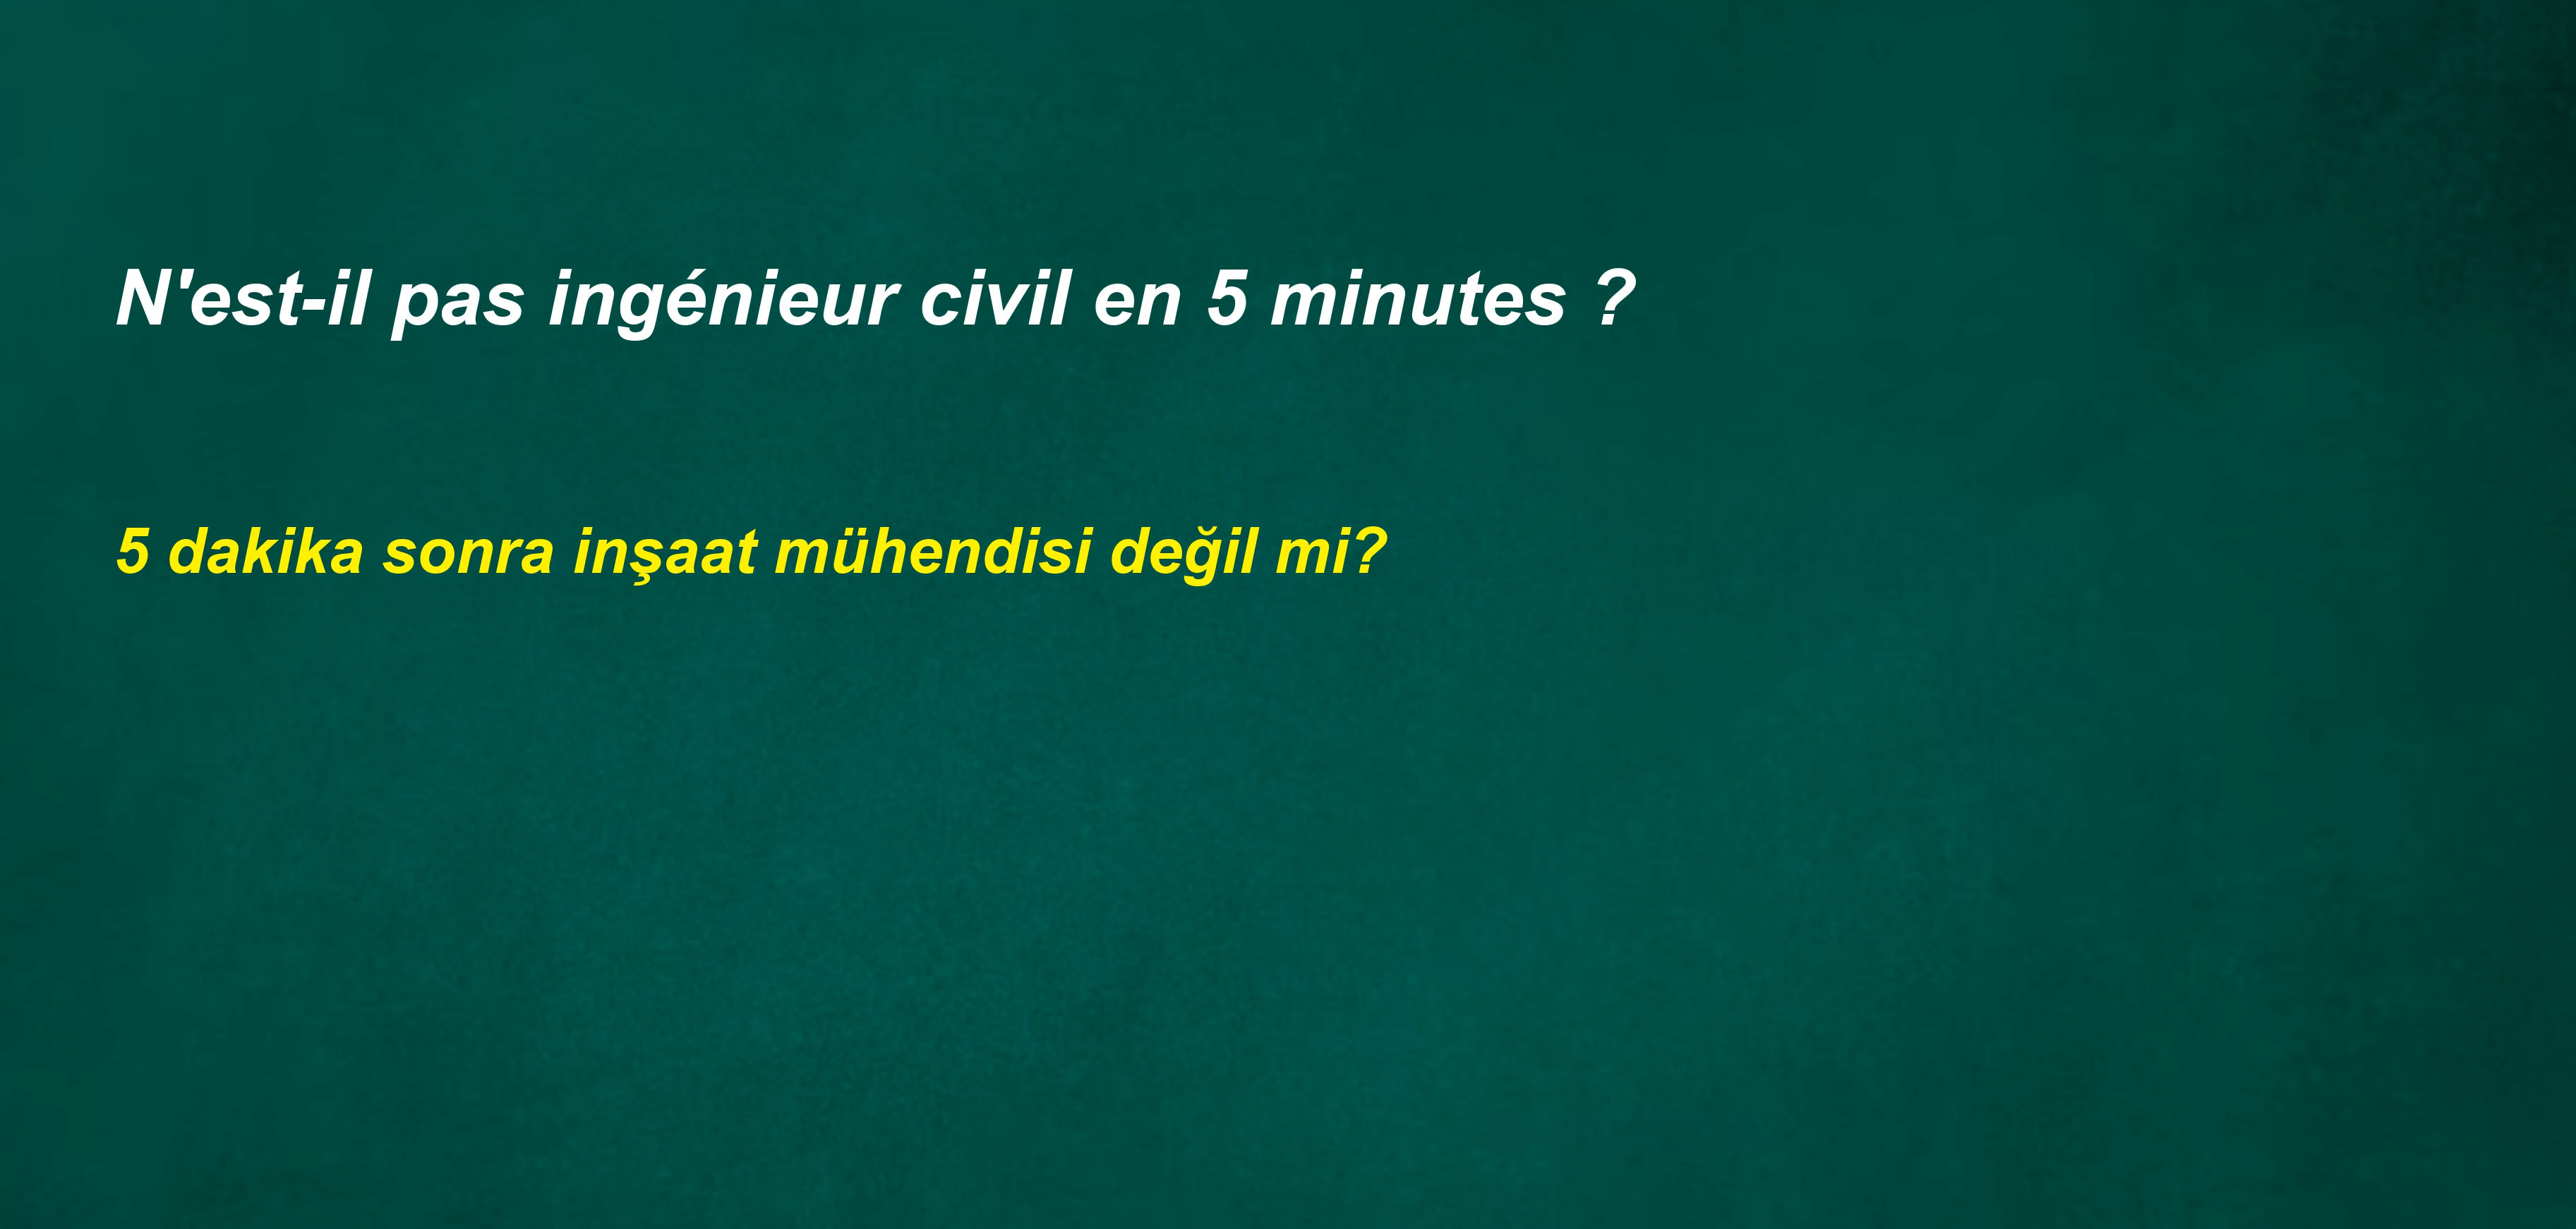 N'est-il pas ingénieur civil en 5 minutes ?
5 dakika sonra inşaat mühendisi değil mi?